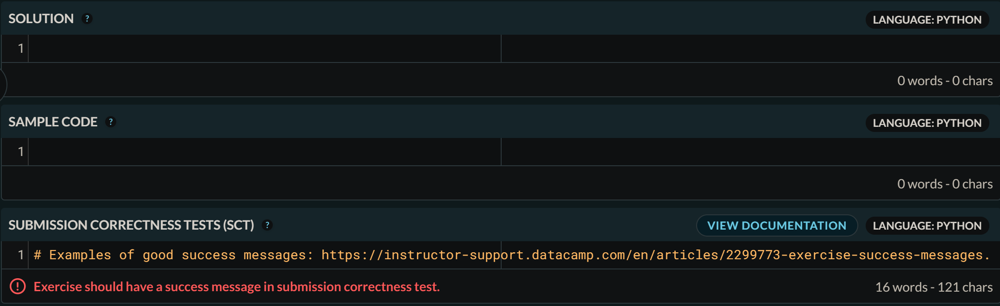 SOLUTION ? LANGUAGE: PYTHON
1
0 words - 0 chars
SAMPLE CODE ? LANGUAGE: PYTHON
1
0 words - 0 chars
SUBMISSION CORRECTNESS TESTS (SCT) ? VIEW DOCUMENTATION LANGUAGE: PYTHON
1 # Examples of good success messages: https://instructor-support.datacamp.com/en/articles/2299773-exercise-success-messages.
! Exercise should have a success message in submission correctness test. 16 words - 121 chars